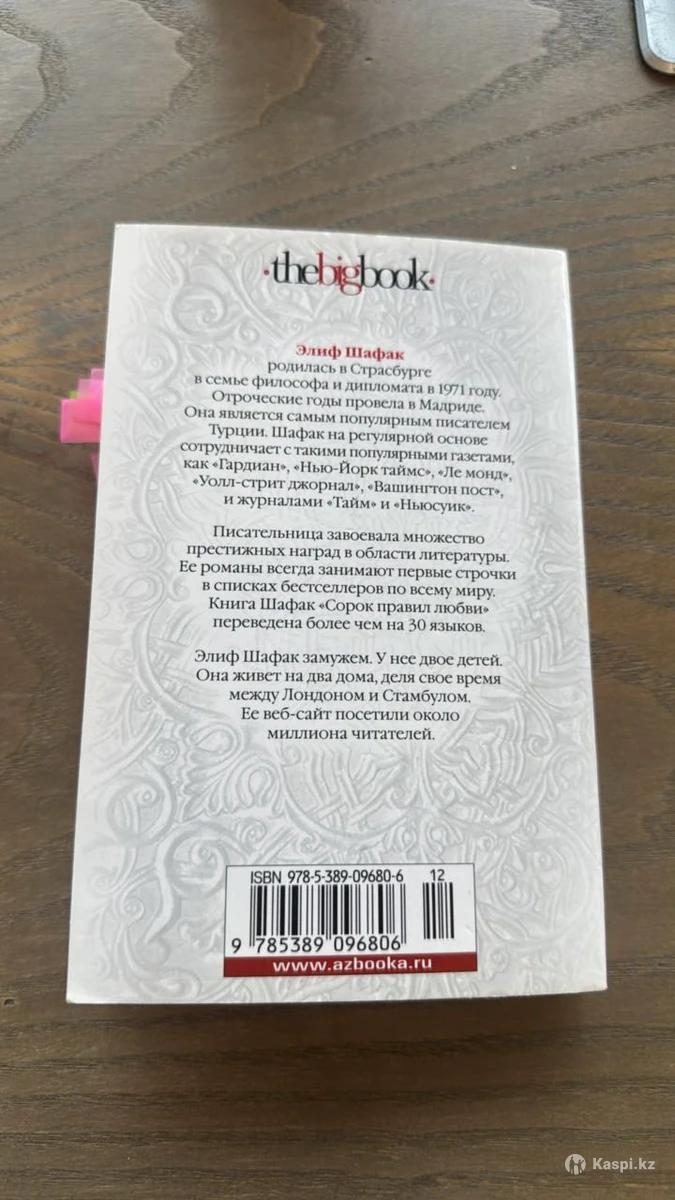 ·thebigbook·
Элиф Шафак
родилась в Страсбурге
в семье философа и дипломата в 1971 году.
Отроческие годы провела в Мадриде.
Она является самым популярным писателем
Турции. Шафак на регулярной основе
сотрудничает с такими популярными газетами,
как «Гардиан», «Нью-Йорк таймс», «Ле монд»,
«Уолл-стрит джорнал», «Вашингтон пост»,
и журналами «Тайм» и «Ньюсуик».
Писательница завоевала множество
престижных наград в области литературы.
Ее романы всегда занимают первые строчки
в списках бестселлеров по всему миру.
Книга Шафак «Сорок правил любви»
переведена более чем на 30 языков.
Элиф Шафак замужем. У нее двое детей.
Она живет на два дома, деля свое время
между Лондоном и Стамбулом.
Ее веб-сайт посетили около
миллиона читателей.
ISBN 978-5-389-09680-6 12
9 785389 096806
www.azbooka.ru
Kaspi.kz